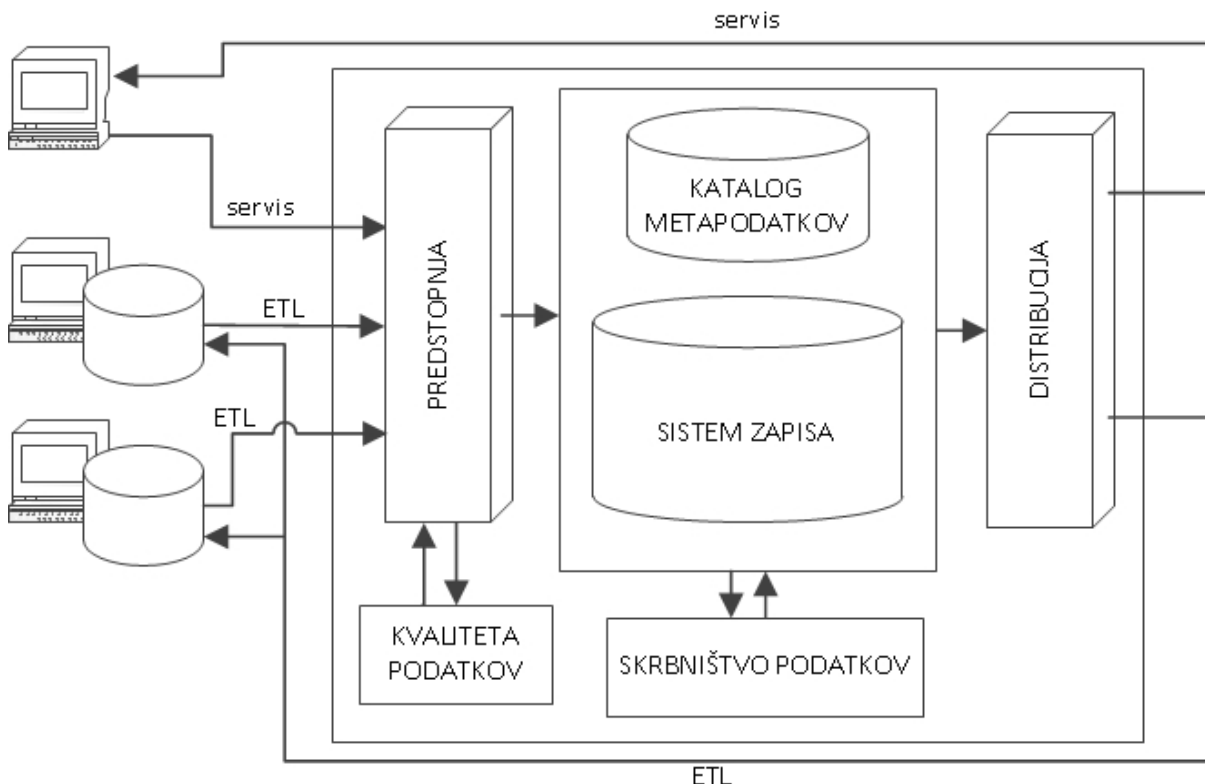 servis
KATALOG
METAPODATKOV
servis
PREDSTOPNJA
DISTRIBUCIJA
ETL
ETL
SISTEM ZAPISA
KVALITETA
PODATKOV
SKRBNIŠTVO PODATKOV
ETL